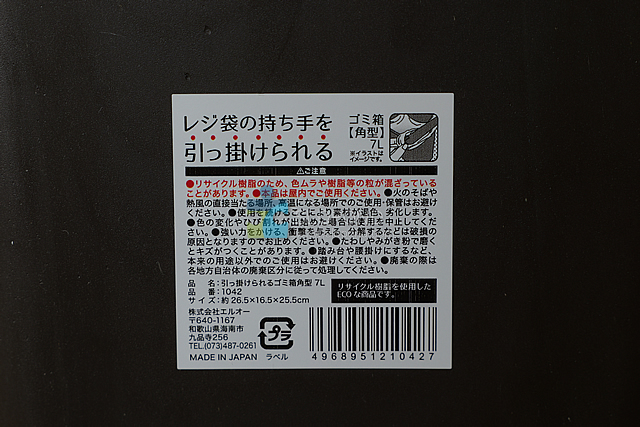 レジ袋の持ち手を
引っ掛けられる
ゴミ箱
【角型】
7L
※イラストは
イメージです。
⚠ご注意
●リサイクル樹脂のため、色ムラや樹脂等の粒が混ざっている
ことがあります。●本品は屋内でご使用ください。●火のそばや
熱風の直接当たる場所、高温になる場所でのご使用・保管はお避け
ください。●使用を続けることにより素材が退色、劣化します。
●色の変化やひび割れが出始めた場合は使用を中止してくださ
い。●強い力をかける、衝撃を与える、分解するなどは破損の
原因となりますのでお止めください。●たわしやみがき粉で磨く
とキズがつくことがあります。●踏み台や腰掛けにするなど、
本来の用途以外でのご使用はお避けください。●廃棄の際は
各地方自治体の廃棄区分に従って処理してください。
品 名：引っ掛けられるゴミ箱角型 7L
品 番：1042
サイズ：約 26.5×16.5×25.5cm
リサイクル樹脂を使用した
ECOな商品です。
株式会社エルオー
〒640-1167
和歌山県海南市
九品寺256
TEL.(073)487-0261
MADE IN JAPAN
プラ
ラベル
4968951210427